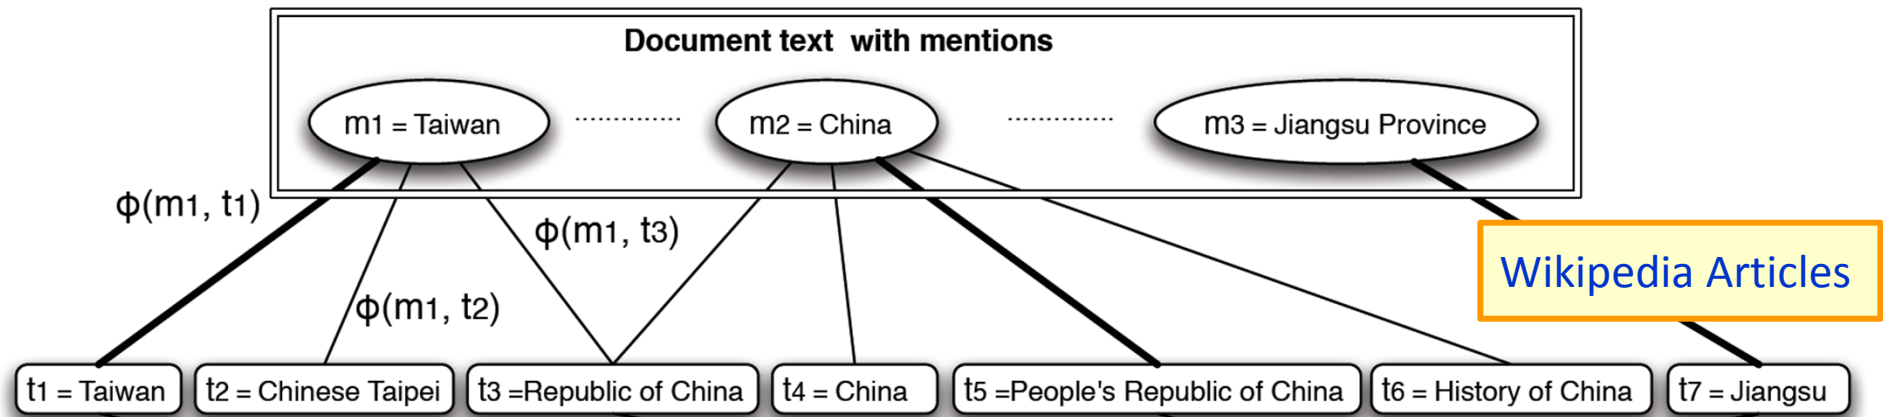 Document text with mentions
m1 = Taiwan
m2 = China
m3 = Jiangsu Province
ϕ(m1, t1)
ϕ(m1, t3)
Wikipedia Articles
ϕ(m1, t2)
t1 = Taiwan
t2 = Chinese Taipei
t3 =Republic of China
t4 = China
t5 =People's Republic of China
t6 = History of China
t7 = Jiangsu